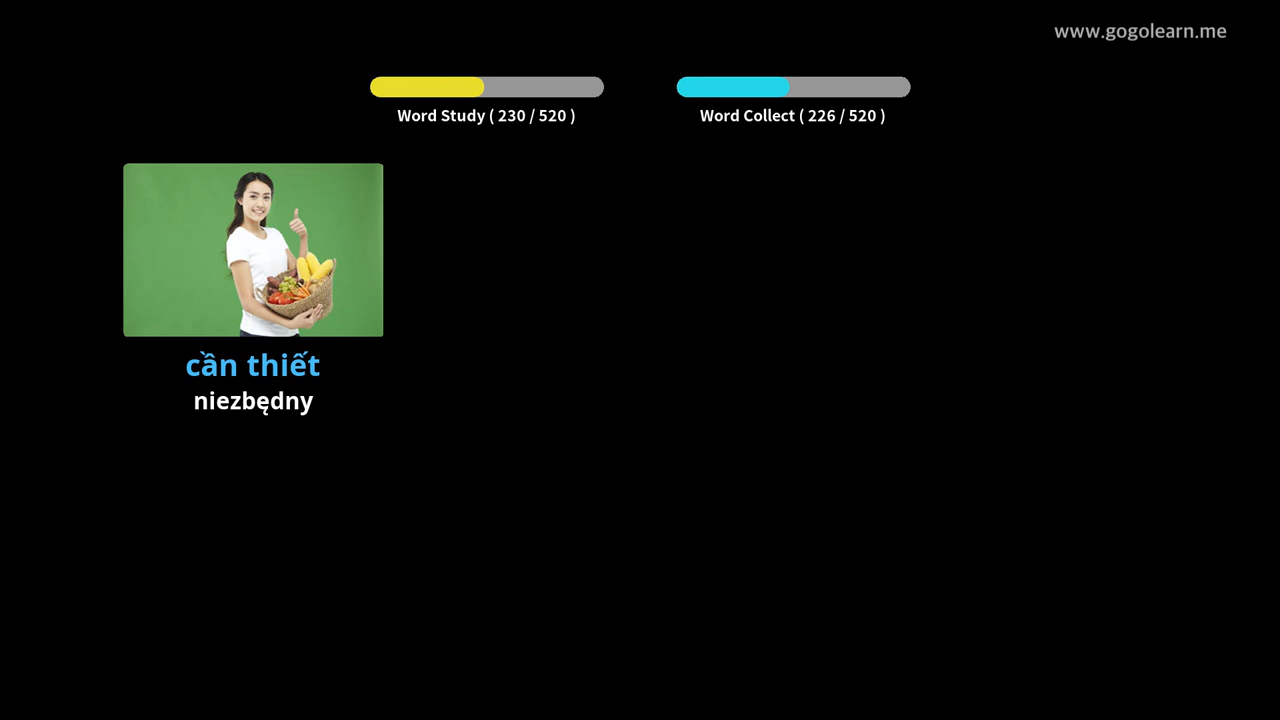 www.gogolearn.me
Word Study ( 230 / 520 )
Word Collect ( 226 / 520 )
cần thiết
niezbędny